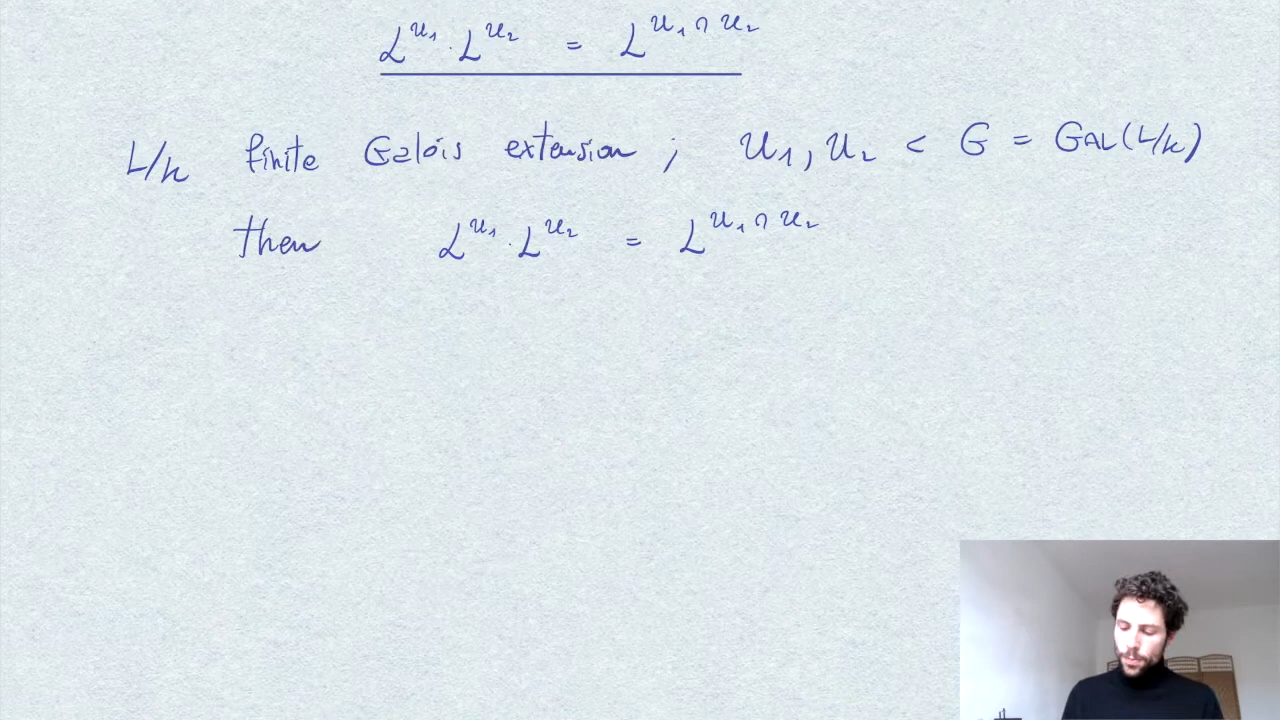 L^{U_1} · L^{U_2} = L^{U_1 ∩ U_2}
L/k finite Galois extension ; U_1, U_2 < G = GAL(L/k)
then L^{U_1} · L^{U_2} = L^{U_1 ∩ U_2}